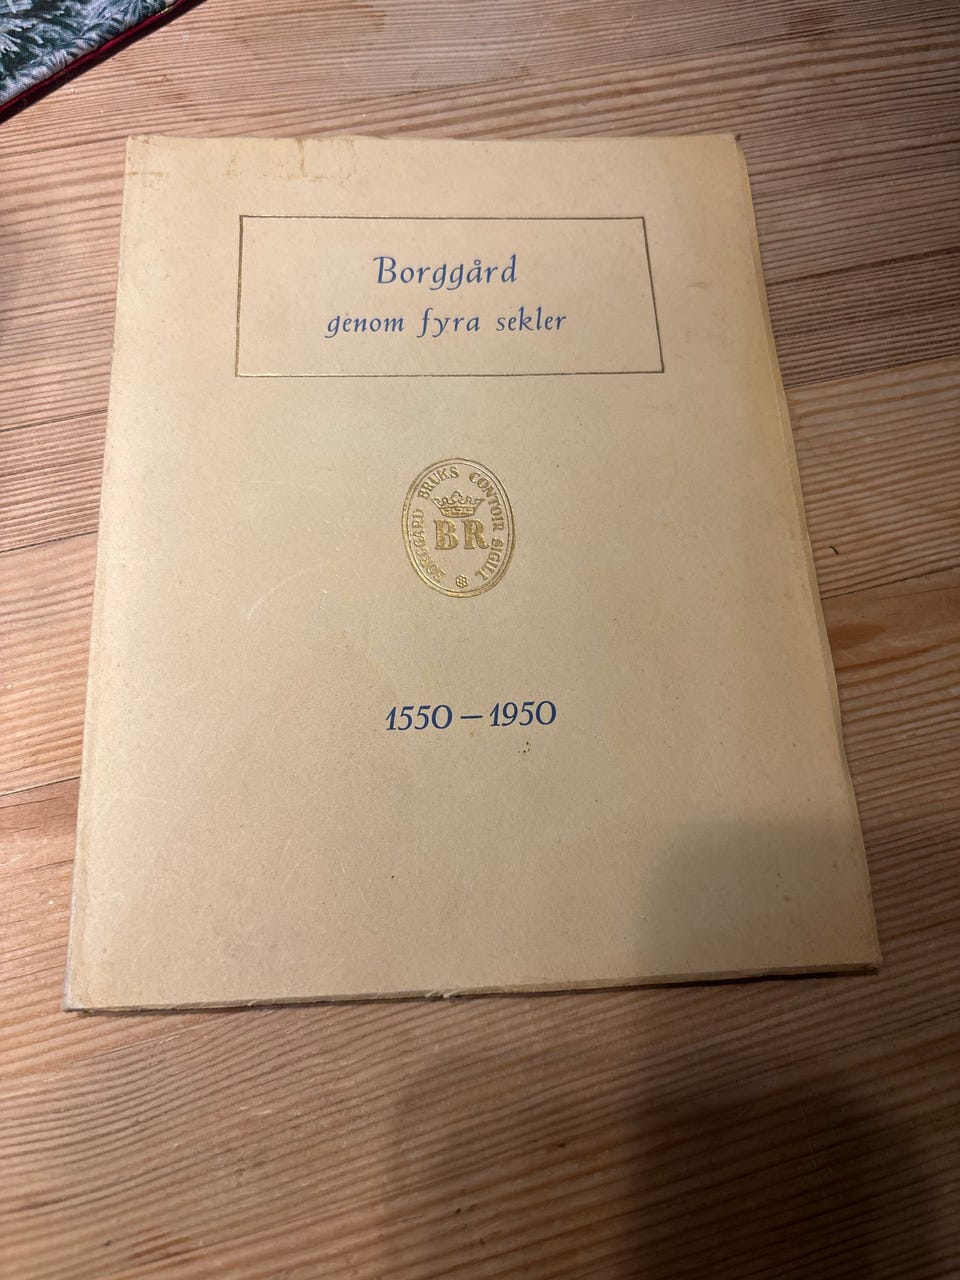 Borggård
genom fyra sekler
BORGGÅRD BRUKS CONTOIR SIGILL
BR
1550 – 1950